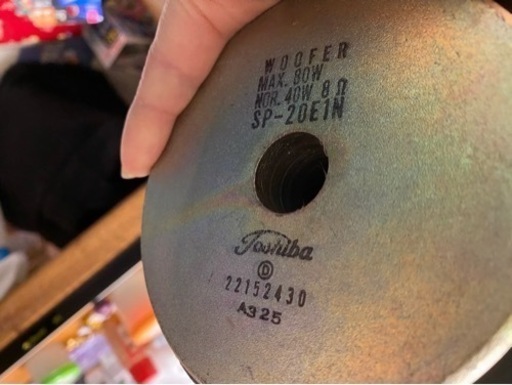 WOOFER
MAX. 80W
NOR. 40W 8Ω
SP-20E1N
Toshiba
Ⓓ
22152430
A325